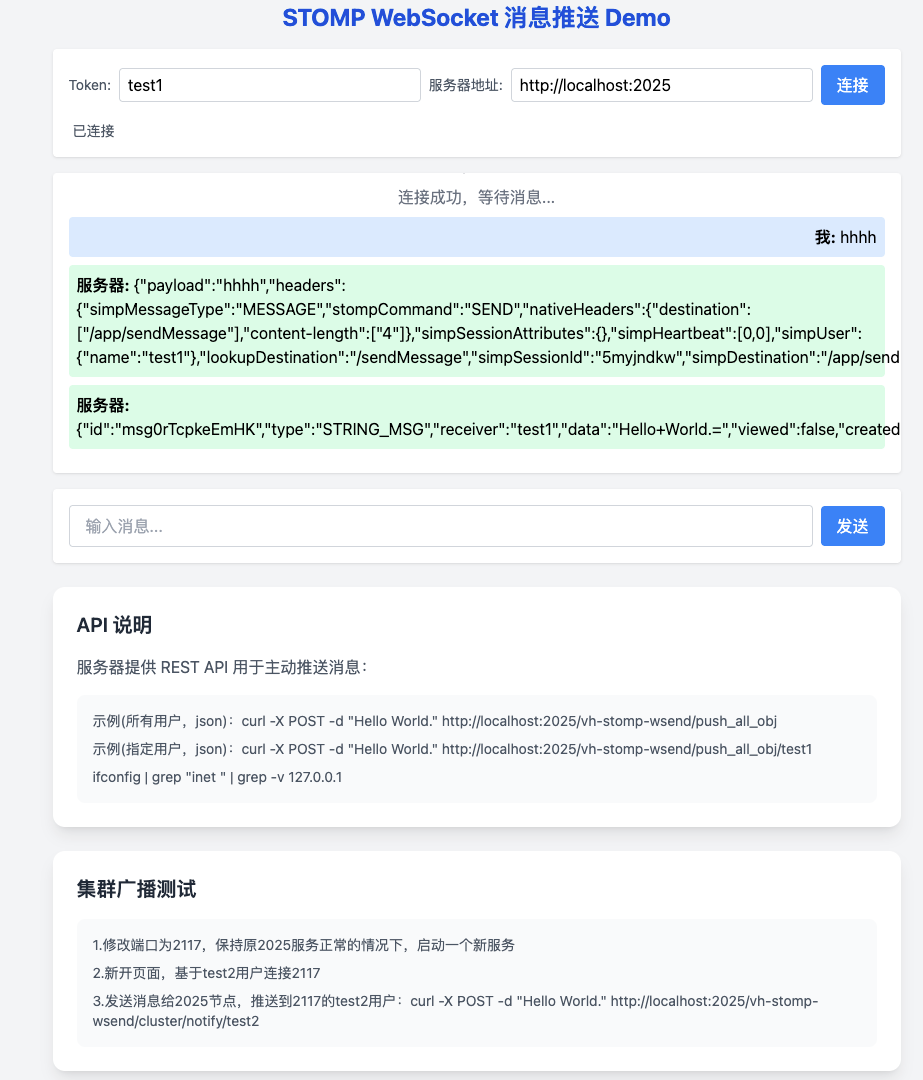 STOMP WebSocket 消息推送 Demo
Token: test1 服务器地址: http://localhost:2025 连接
已连接
连接成功，等待消息...
我: hhhh
服务器: {"payload":"hhhh","headers":
{"simpMessageType":"MESSAGE","stompCommand":"SEND","nativeHeaders":{"destination":
["/app/sendMessage"],"content-length":["4"]},"simpSessionAttributes":{},"simpHeartbeat":[0,0],"simpUser":
{"name":"test1"},"lookupDestination":"/sendMessage","simpSessionId":"5myjndkw","simpDestination":"/app/send
服务器:
{"id":"msg0rTcpkeEmHK","type":"STRING_MSG","receiver":"test1","data":"Hello+World.=","viewed":false,"created
输入消息... 发送
API 说明
服务器提供 REST API 用于主动推送消息：
示例(所有用户，json)：curl -X POST -d "Hello World." http://localhost:2025/vh-stomp-wsend/push_all_obj
示例(指定用户，json)：curl -X POST -d "Hello World." http://localhost:2025/vh-stomp-wsend/push_all_obj/test1
ifconfig | grep "inet " | grep -v 127.0.0.1
集群广播测试
1.修改端口为2117，保持原2025服务正常的情况下，启动一个新服务
2.新开页面，基于test2用户连接2117
3.发送消息给2025节点，推送到2117的test2用户：curl -X POST -d "Hello World." http://localhost:2025/vh-stomp-
wsend/cluster/notify/test2